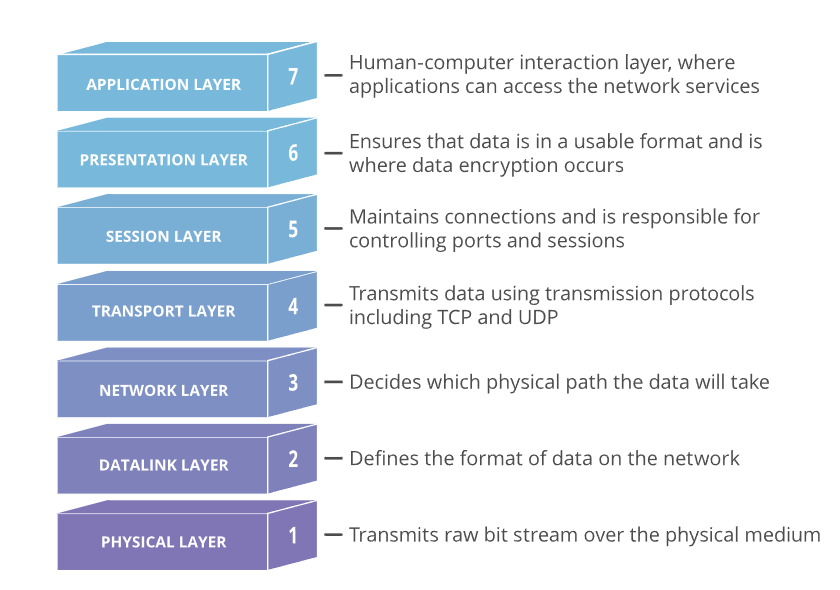 APPLICATION LAYER
7
Human-computer interaction layer, where
applications can access the network services
PRESENTATION LAYER
6
Ensures that data is in a usable format and is
where data encryption occurs
SESSION LAYER
5
Maintains connections and is responsible for
controlling ports and sessions
TRANSPORT LAYER
4
Transmits data using transmission protocols
including TCP and UDP
NETWORK LAYER
3
Decides which physical path the data will take
DATALINK LAYER
2
Defines the format of data on the network
PHYSICAL LAYER
1
Transmits raw bit stream over the physical medium